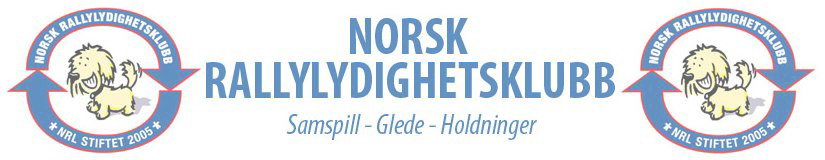 NORSK RALLYLYDIGHETSKLUBB
★ NRL STIFTET 2005 ★
NORSK
RALLYLYDIGHETSKLUBB
Samspill - Glede - Holdninger
NORSK RALLYLYDIGHETSKLUBB
★ NRL STIFTET 2005 ★